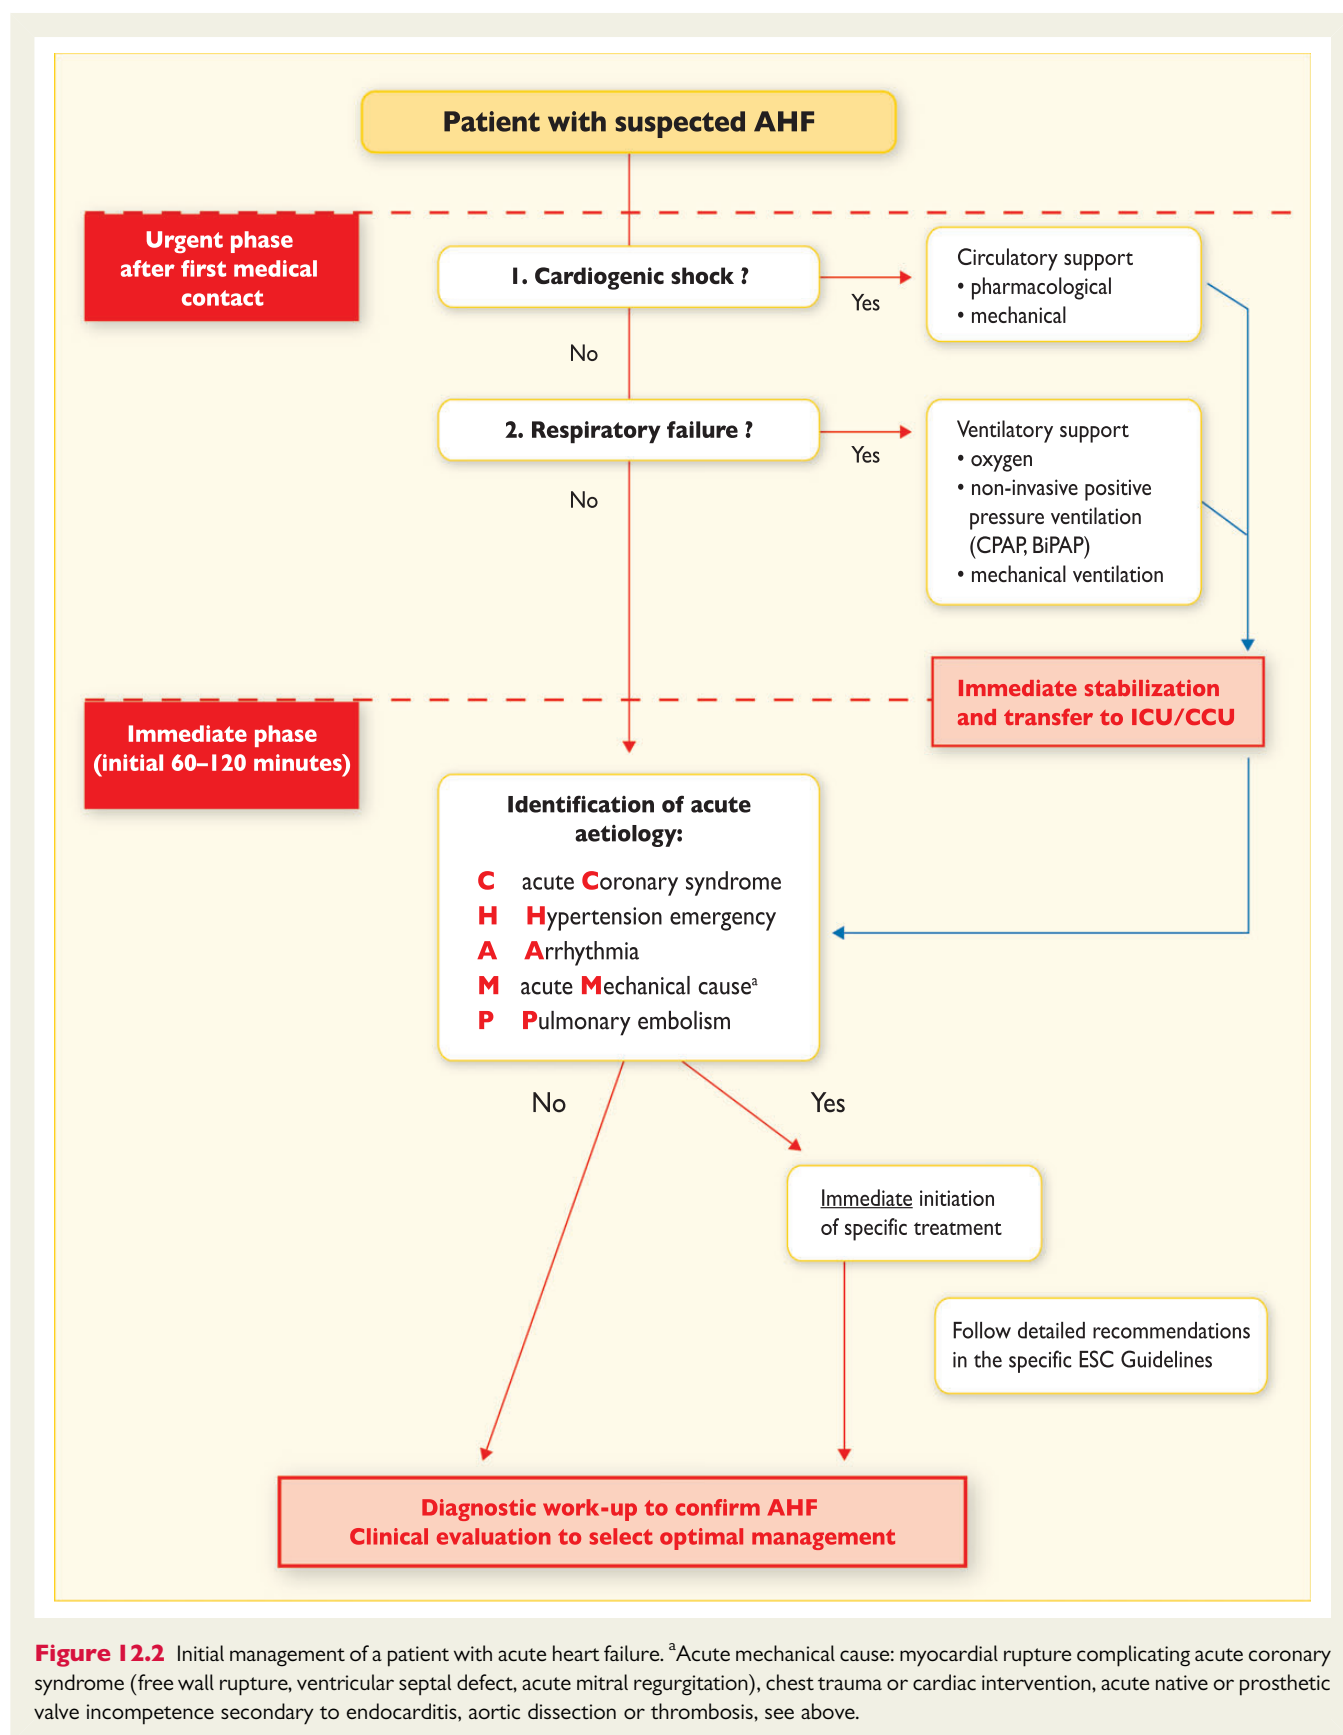 Patient with suspected AHF
Urgent phase
after first medical
contact
1. Cardiogenic shock ?
Yes
Circulatory support
• pharmacological
• mechanical
No
2. Respiratory failure ?
Yes
Ventilatory support
• oxygen
• non-invasive positive
pressure ventilation
(CPAP, BiPAP)
• mechanical ventilation
No
Immediate stabilization
and transfer to ICU/CCU
Immediate phase
(initial 60–120 minutes)
Identification of acute
aetiology:
C acute Coronary syndrome
H Hypertension emergency
A Arrhythmia
M acute Mechanical causeᵃ
P Pulmonary embolism
No
Yes
Immediate initiation
of specific treatment
Follow detailed recommendations
in the specific ESC Guidelines
Diagnostic work-up to confirm AHF
Clinical evaluation to select optimal management
Figure 12.2 Initial management of a patient with acute heart failure. ᵃAcute mechanical cause: myocardial rupture complicating acute coronary
syndrome (free wall rupture, ventricular septal defect, acute mitral regurgitation), chest trauma or cardiac intervention, acute native or prosthetic
valve incompetence secondary to endocarditis, aortic dissection or thrombosis, see above.